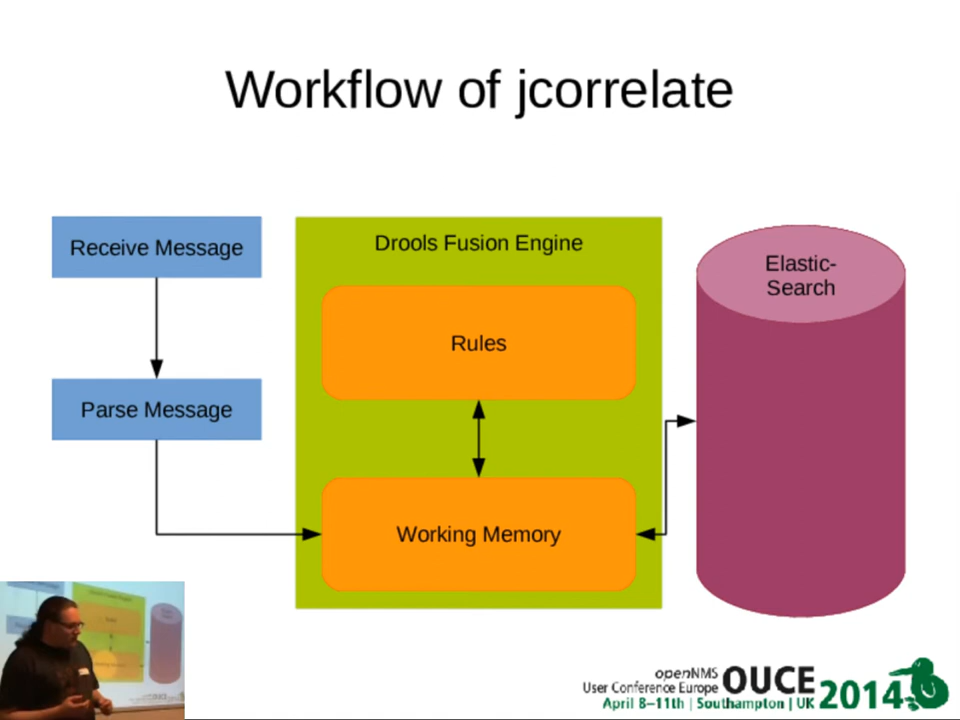 Workflow of jcorrelate
Receive Message
Parse Message
Drools Fusion Engine
Rules
Working Memory
Elastic-
Search
openNMS
User Conference Europe
OUCE
2014
April 8–11th | Southampton | UK